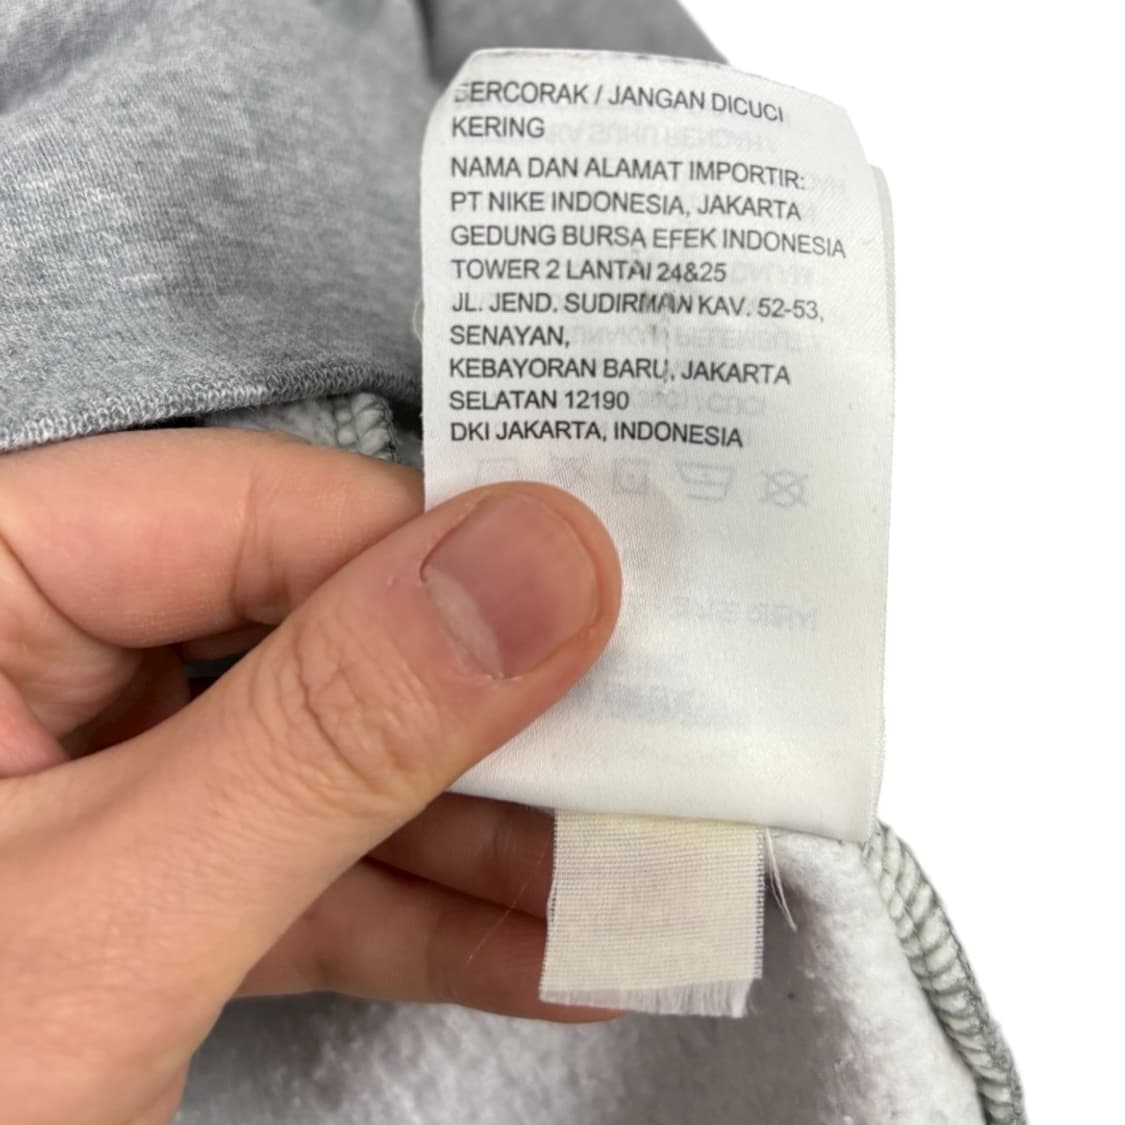 BERCORAK / JANGAN DICUCI
KERING
NAMA DAN ALAMAT IMPORTIR:
PT NIKE INDONESIA, JAKARTA
GEDUNG BURSA EFEK INDONESIA
TOWER 2 LANTAI 24&25
JL. JEND. SUDIRMAN KAV. 52-53,
SENAYAN,
KEBAYORAN BARU, JAKARTA
SELATAN 12190
DKI JAKARTA, INDONESIA